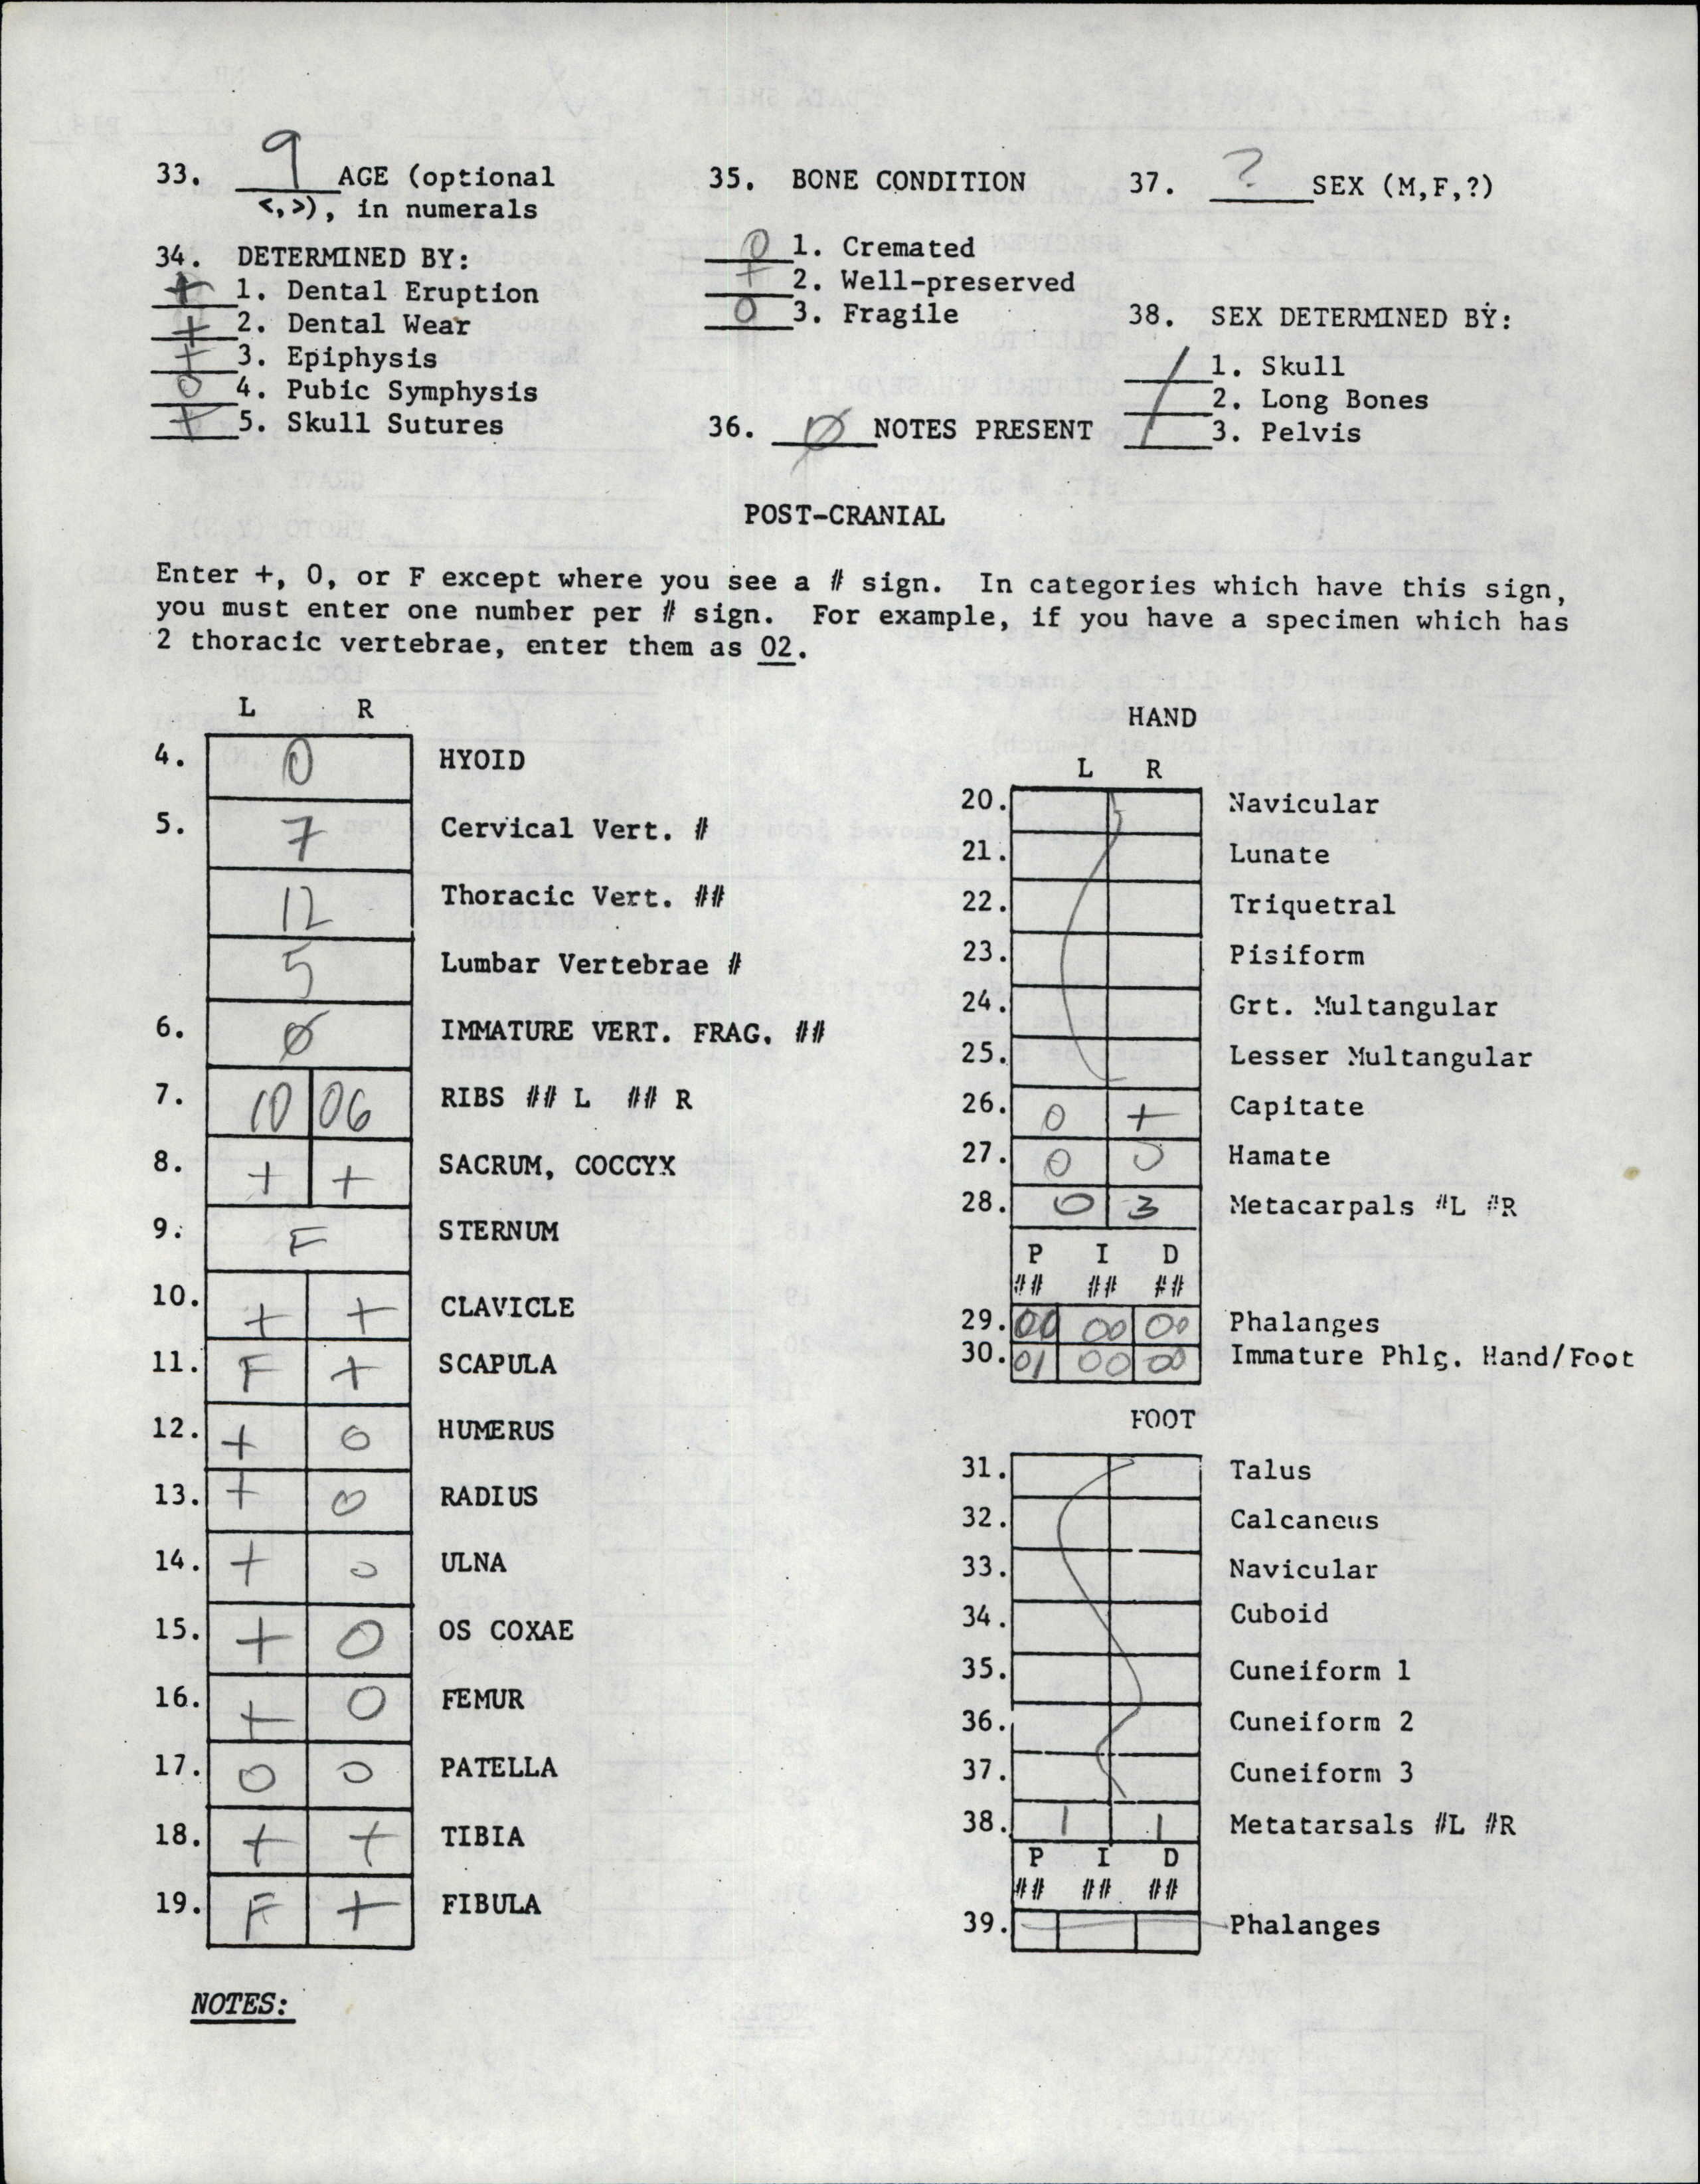 33. 9 AGE (optional
<,>), in numerals
34. DETERMINED BY:
+ 1. Dental Eruption
+ 2. Dental Wear
+ 3. Epiphysis
0 4. Pubic Symphysis
+ 5. Skull Sutures
35. BONE CONDITION
0 1. Cremated
+ 2. Well-preserved
0 3. Fragile
36. Ø NOTES PRESENT
37. ? SEX (M,F,?)
38. SEX DETERMINED BY:
/ 1. Skull
2. Long Bones
3. Pelvis
POST-CRANIAL
Enter +, 0, or F except where you see a # sign. In categories which have this sign,
you must enter one number per # sign. For example, if you have a specimen which has
2 thoracic vertebrae, enter them as 02.
L R
4. 0 HYOID
5. 7 Cervical Vert. #
12 Thoracic Vert. ##
5 Lumbar Vertebrae #
6. Ø IMMATURE VERT. FRAG. ##
7. 10 06 RIBS ## L ## R
8. + + SACRUM, COCCYX
9. F STERNUM
10. + + CLAVICLE
11. F + SCAPULA
12. + 0 HUMERUS
13. + 0 RADIUS
14. + 0 ULNA
15. + 0 OS COXAE
16. + 0 FEMUR
17. 0 0 PATELLA
18. + + TIBIA
19. F + FIBULA
NOTES:
HAND
L R
20. Navicular
21. Lunate
22. Triquetral
23. Pisiform
24. Grt. Multangular
25. Lesser Multangular
26. 0 + Capitate
27. 0 0 Hamate
28. 0 3 Metacarpals #L #R
P I D
## ## ##
29. 00 00 00 Phalanges
30. 01 00 00 Immature Phlg. Hand/Foot
FOOT
31. Talus
32. Calcaneus
33. Navicular
34. Cuboid
35. Cuneiform 1
36. Cuneiform 2
37. Cuneiform 3
38. 1 1 Metatarsals #L #R
P I D
## ## ##
39. Phalanges